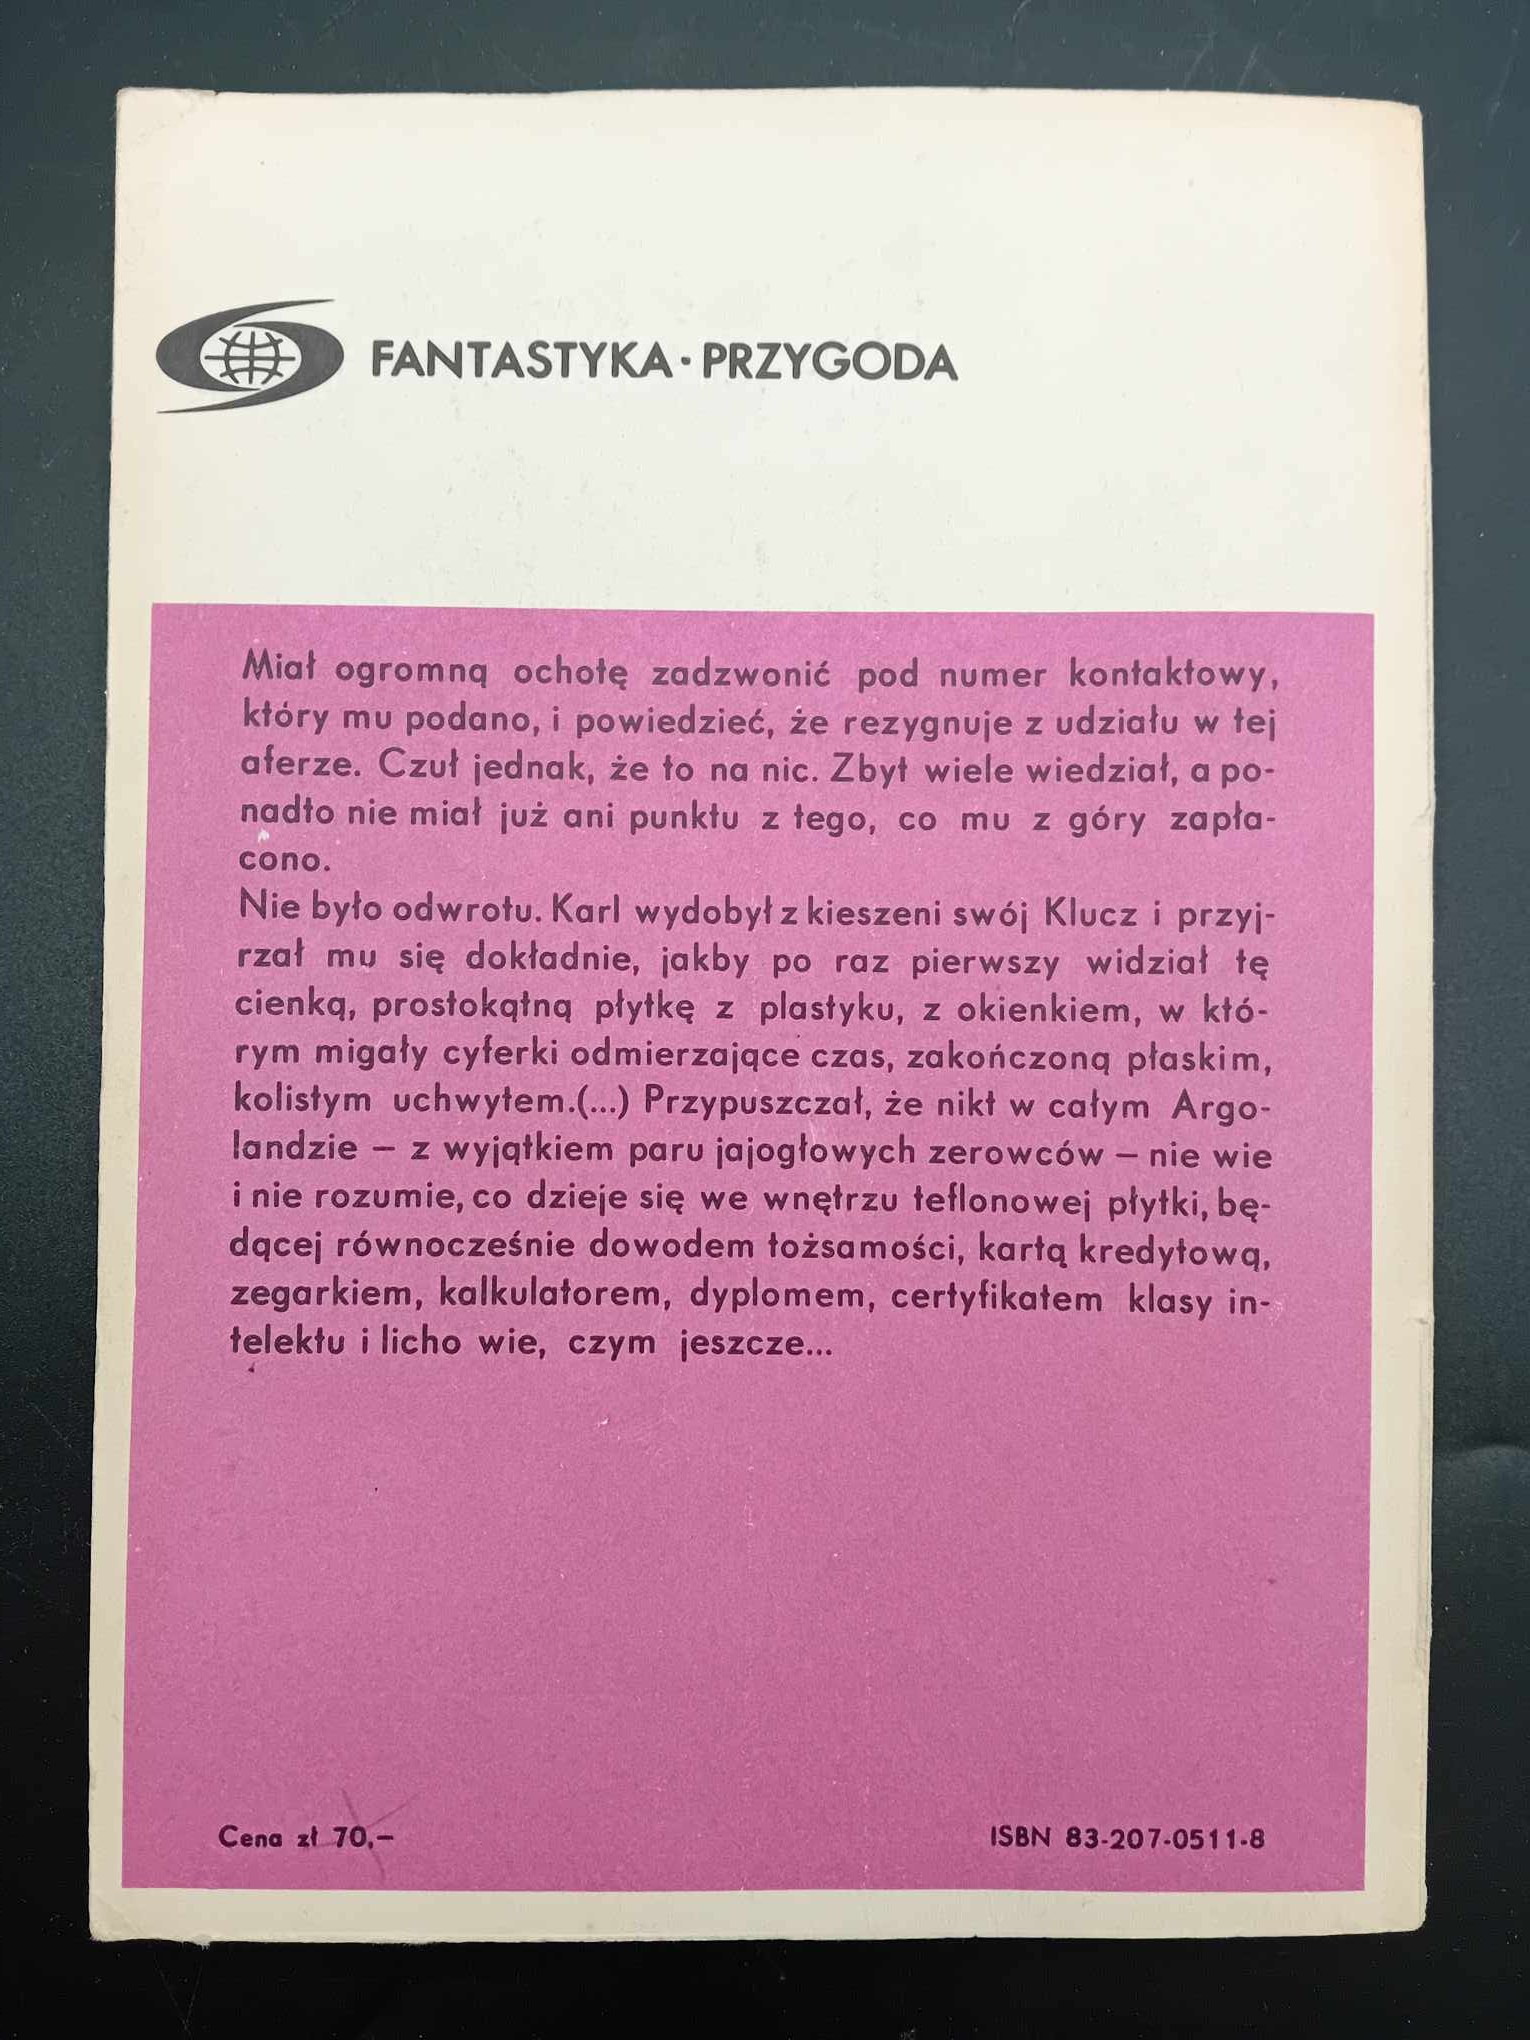 FANTASTYKA · PRZYGODA
Miał ogromną ochotę zadzwonić pod numer kontaktowy,
który mu podano, i powiedzieć, że rezygnuje z udziału w tej
aferze. Czuł jednak, że to na nic. Zbyt wiele wiedział, a po-
nadto nie miał już ani punktu z tego, co mu z góry zapła-
cono.
Nie było odwrotu. Karl wydobył z kieszeni swój Klucz i przyj-
rzał mu się dokładnie, jakby po raz pierwszy widział tę
cienką, prostokątną płytkę z plastyku, z okienkiem, w któ-
rym migały cyferki odmierzające czas, zakończoną płaskim,
kolistym uchwytem.(...) Przypuszczał, że nikt w całym Argo-
landzie – z wyjątkiem paru jajogłowych zerowców – nie wie
i nie rozumie, co dzieje się we wnętrzu teflonowej płytki, bę-
dącej równocześnie dowodem tożsamości, kartą kredytową,
zegarkiem, kalkulatorem, dyplomem, certyfikatem klasy in-
telektu i licho wie, czym jeszcze...
Cena zł 70,–
ISBN 83-207-0511-8